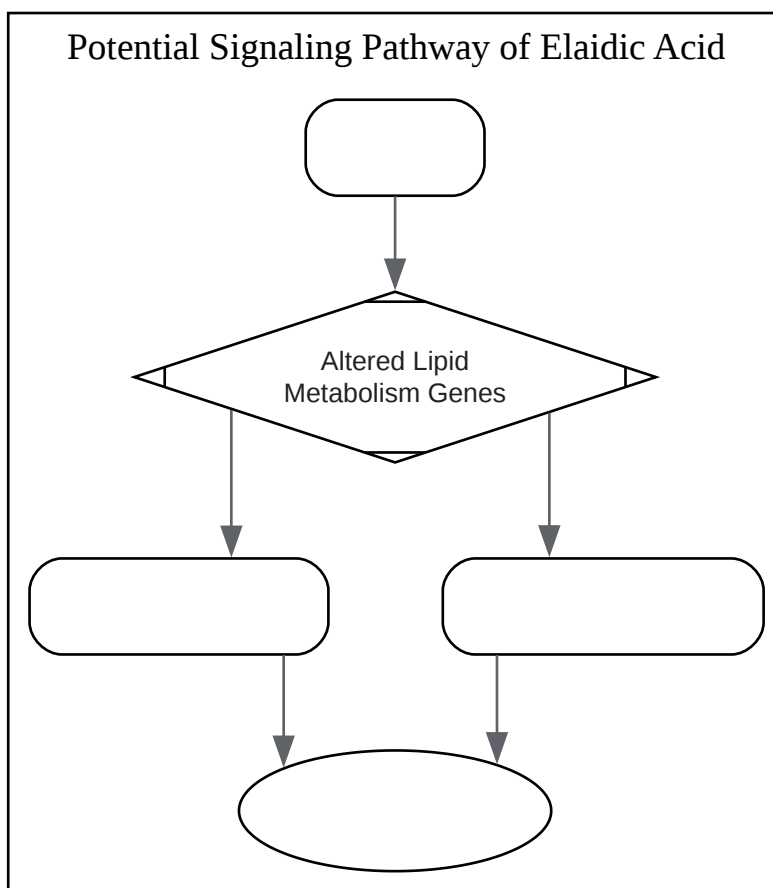 Potential Signaling Pathway of Elaidic Acid
Altered Lipid
Metabolism Genes